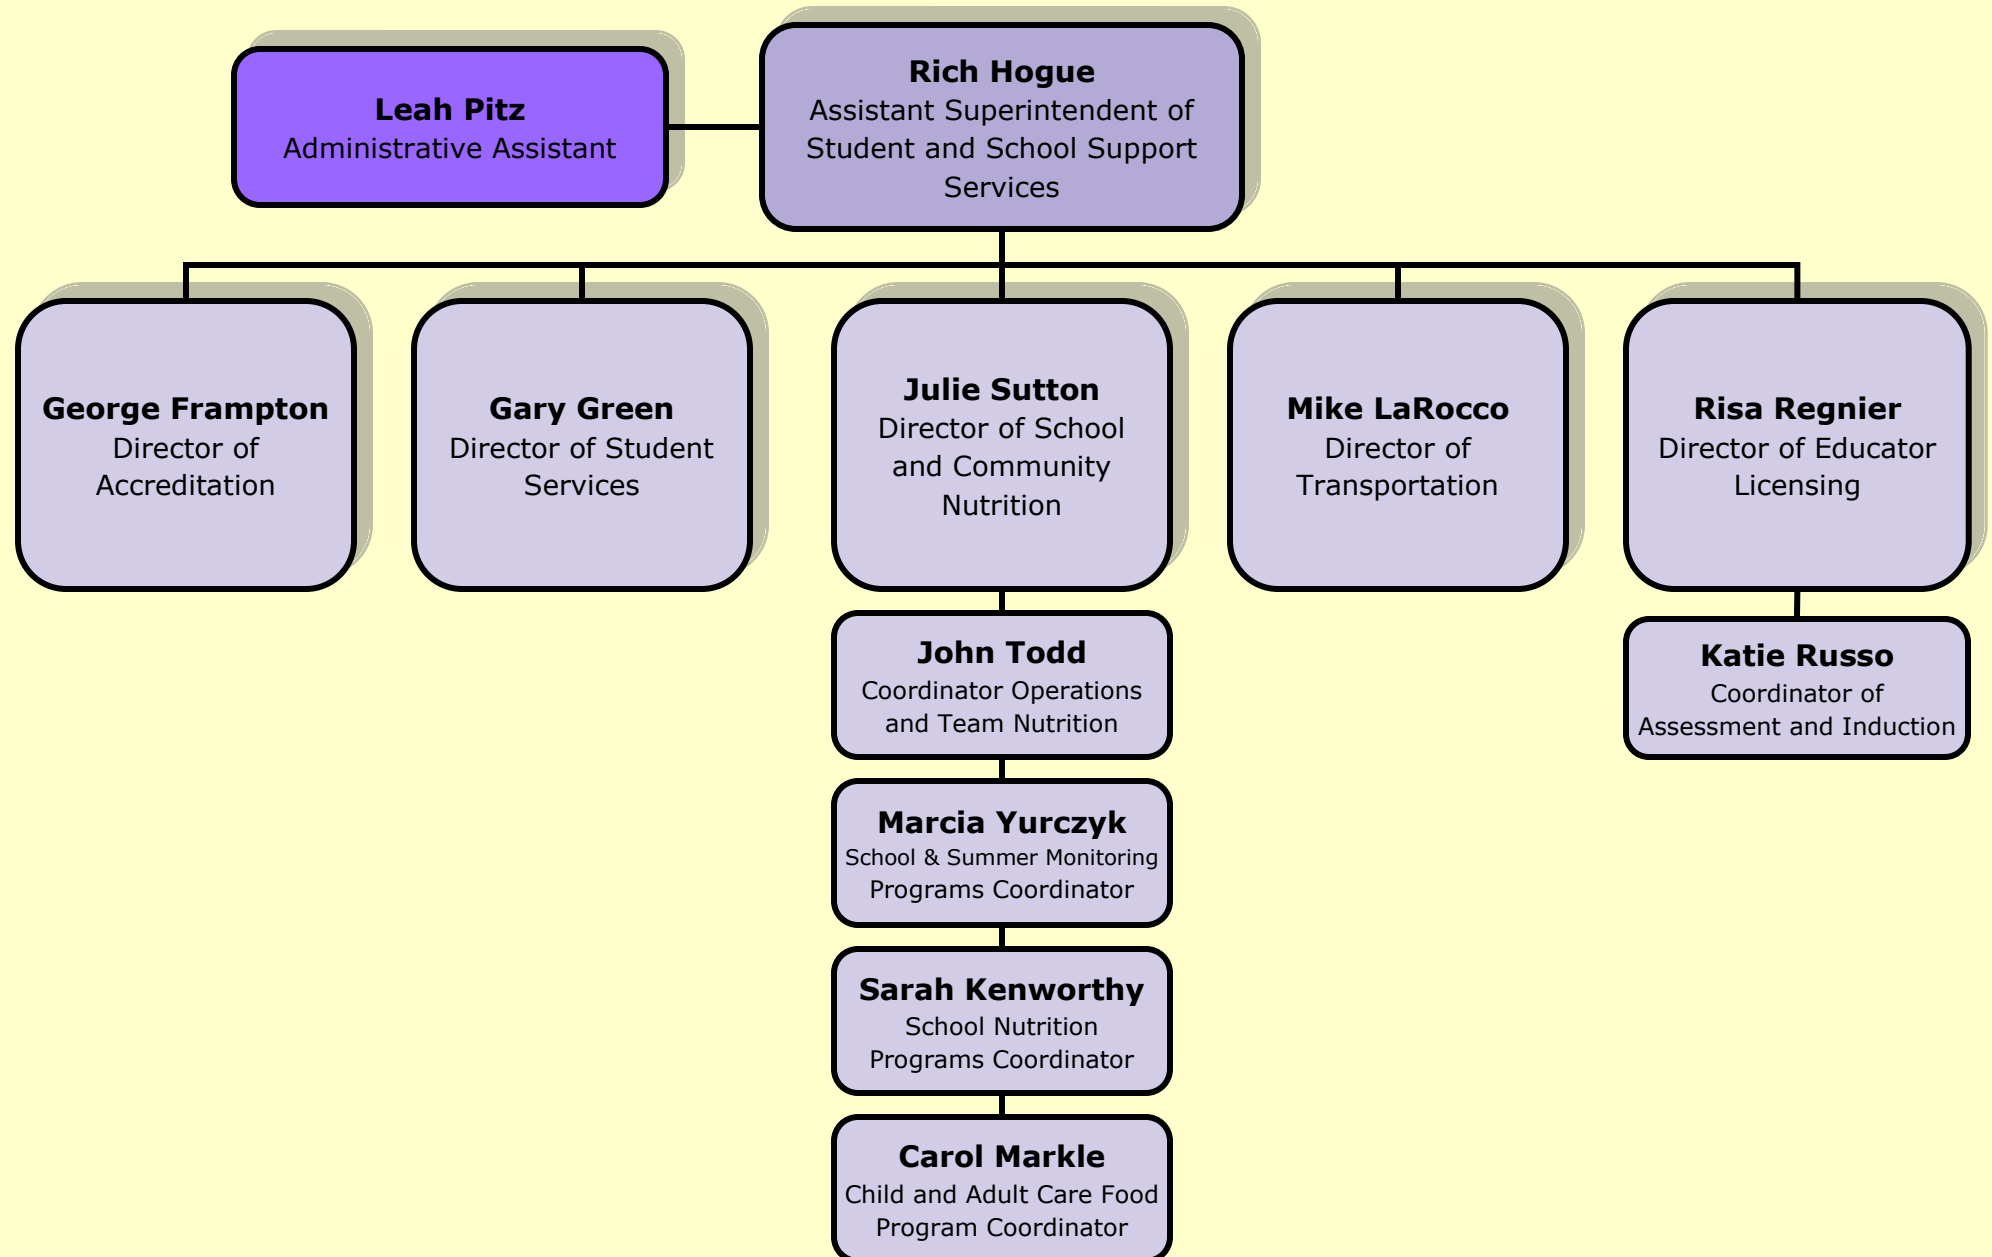 Leah Pitz
Administrative Assistant
Rich Hogue
Assistant Superintendent of
Student and School Support
Services
George Frampton
Director of
Accreditation
Gary Green
Director of Student
Services
Julie Sutton
Director of School
and Community
Nutrition
Mike LaRocco
Director of
Transportation
Risa Regnier
Director of Educator
Licensing
John Todd
Coordinator Operations
and Team Nutrition
Katie Russo
Coordinator of
Assessment and Induction
Marcia Yurczyk
School & Summer Monitoring
Programs Coordinator
Sarah Kenworthy
School Nutrition
Programs Coordinator
Carol Markle
Child and Adult Care Food
Program Coordinator